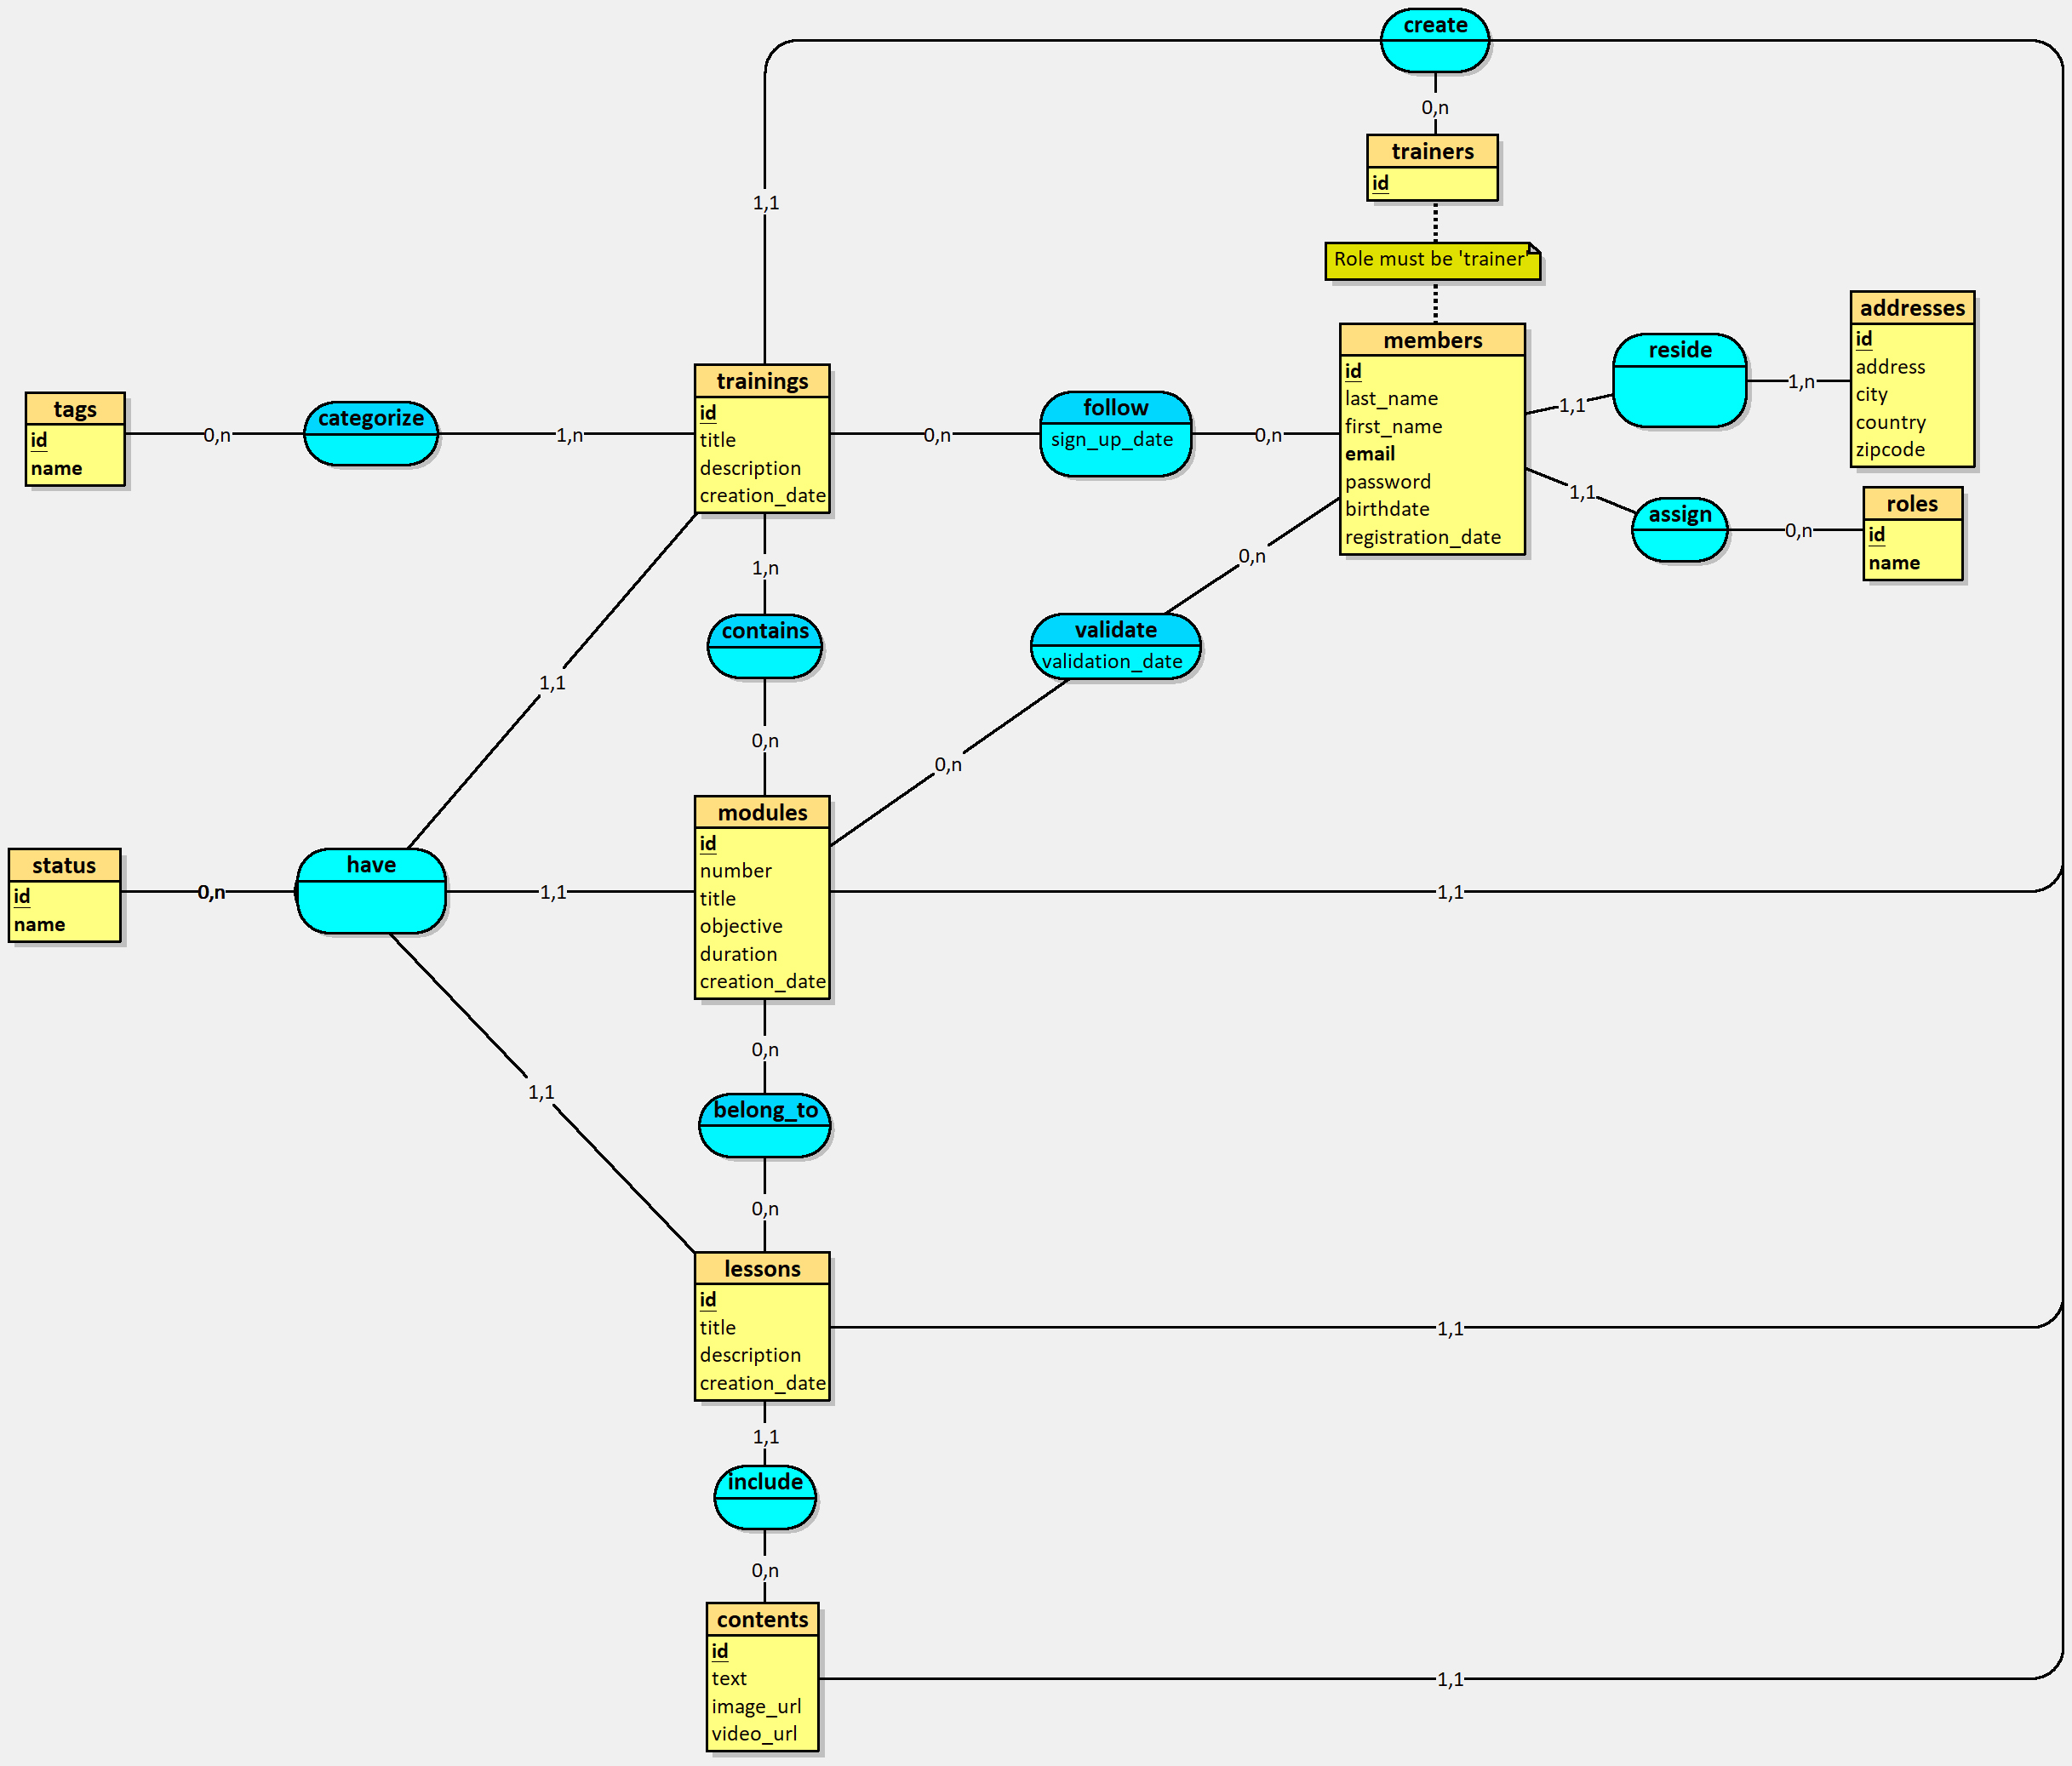 create
0,n
trainers
id
1,1
Role must be 'trainer'
members
id
last_name
first_name
email
password
birthdate
registration_date
reside
1,1
1,n
addresses
id
address
city
country
zipcode
assign
1,1
0,n
roles
id
name
tags
id
name
0,n
categorize
1,n
trainings
id
title
description
creation_date
0,n
follow
sign_up_date
0,n
1,n
contains
0,n
0,n
validate
validation_date
0,n
1,1
status
id
name
0,n
have
1,1
modules
id
number
title
objective
duration
creation_date
1,1
0,n
belong_to
0,n
1,1
lessons
id
title
description
creation_date
1,1
1,1
include
0,n
contents
id
text
image_url
video_url
1,1